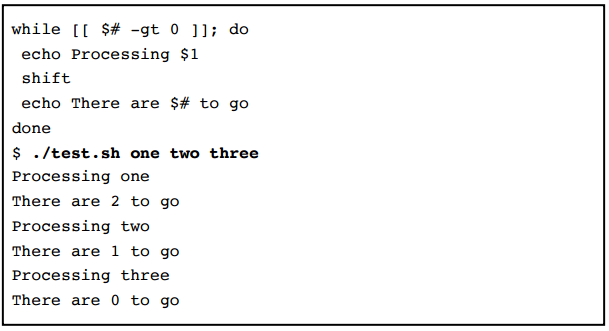 while [[ $# -gt 0 ]]; do
 echo Processing $1
 shift
 echo There are $# to go
done
$ ./test.sh one two three
Processing one
There are 2 to go
Processing two
There are 1 to go
Processing three
There are 0 to go